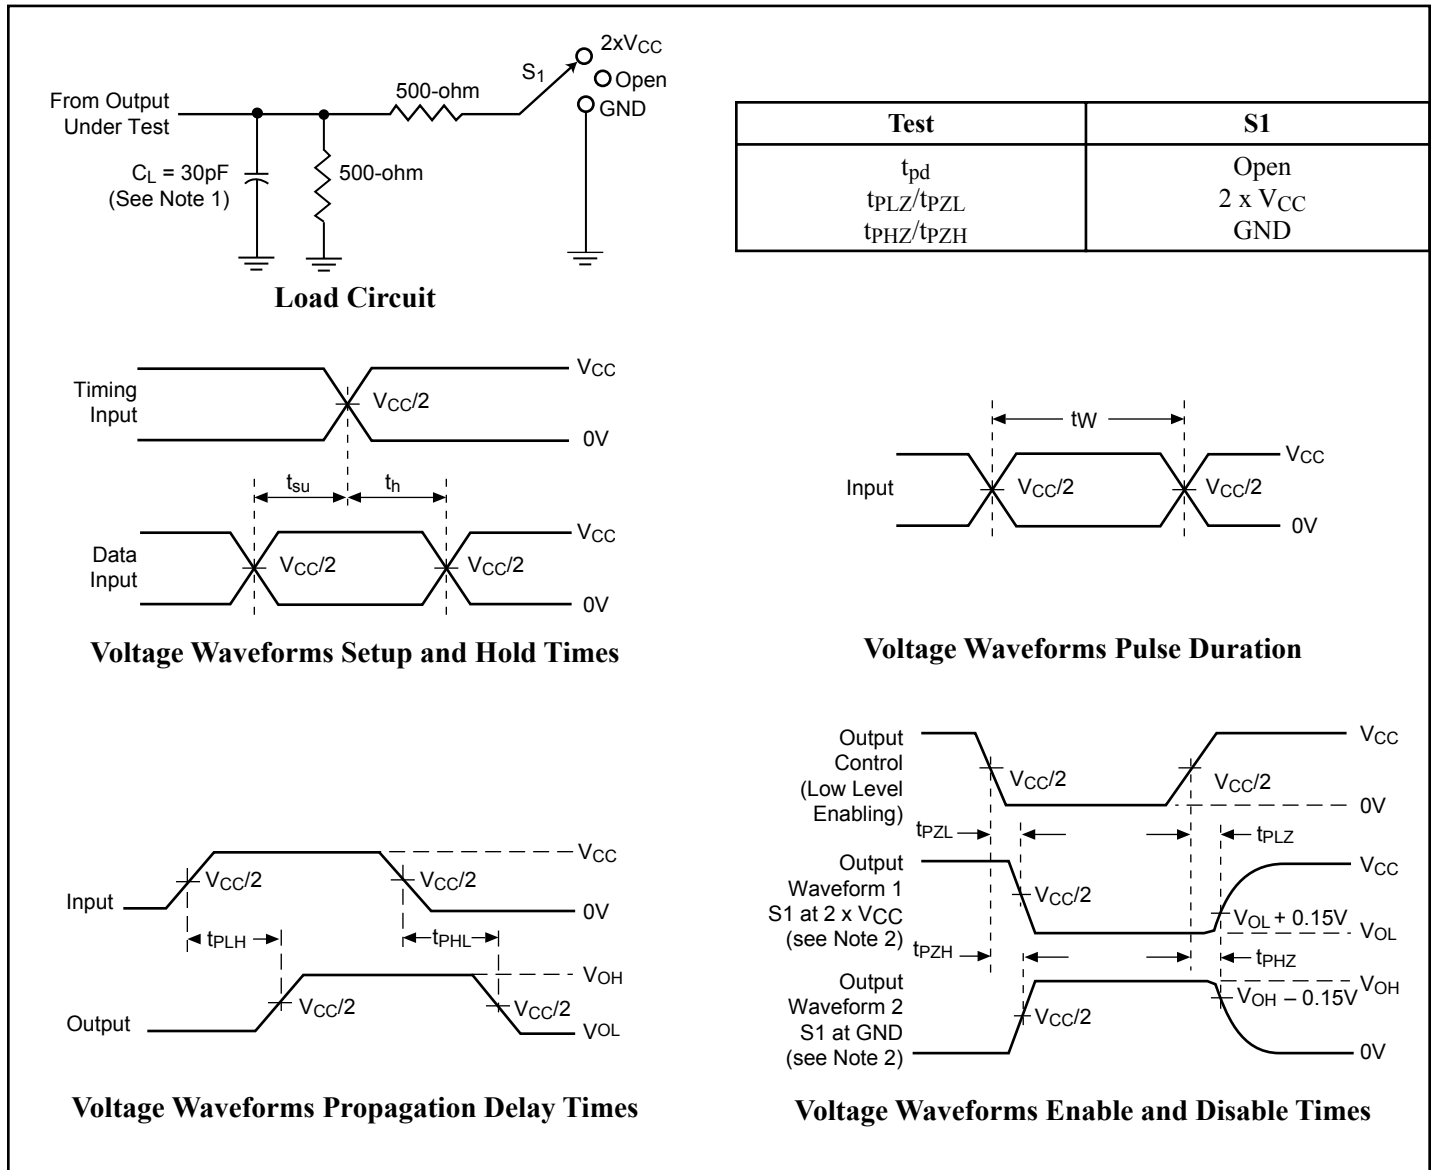 2xVCC
S1
Open
500-ohm
GND
From Output
Under Test
CL = 30pF
(See Note 1)
500-ohm
Load Circuit
Test S1
tpd Open
tPLZ/tPZL 2 x VCC
tPHZ/tPZH GND
Timing
Input
VCC
VCC/2
0V
tsu
th
Data
Input
VCC
VCC/2
VCC/2
0V
Voltage Waveforms Setup and Hold Times
tW
Input
VCC
VCC/2
VCC/2
0V
Voltage Waveforms Pulse Duration
Input
VCC
VCC/2
VCC/2
0V
tPLH
tPHL
Output
VOH
VCC/2
VCC/2
VOL
Voltage Waveforms Propagation Delay Times
Output
Control
(Low Level
Enabling)
VCC
VCC/2
VCC/2
0V
tPZL
tPLZ
Output
Waveform 1
S1 at 2 x VCC
(see Note 2)
VCC
VCC/2
VOL + 0.15V
VOL
tPZH
tPHZ
Output
Waveform 2
S1 at GND
(see Note 2)
VOH
VOH – 0.15V
VCC/2
0V
Voltage Waveforms Enable and Disable Times